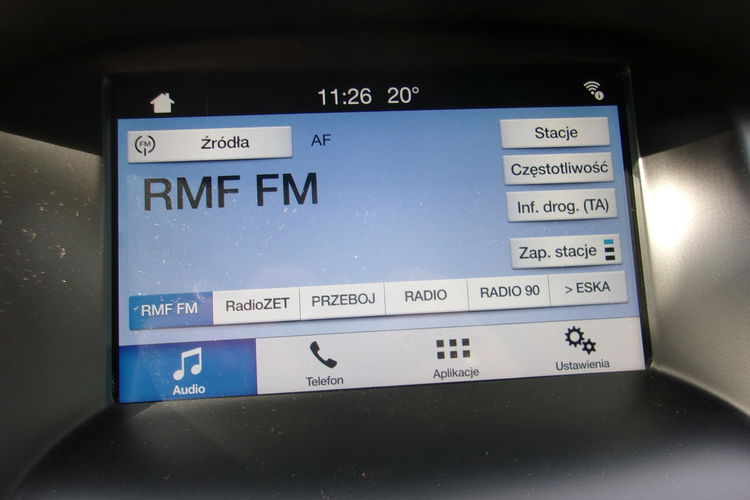 11:26 20°
FM
Źródła
AF
Stacje
RMF FM
Częstotliwość
Inf. drog. (TA)
Zap. stacje
RMF FM
RadioZET
PRZEBOJ
RADIO
RADIO 90
> ESKA
Audio
Telefon
Aplikacje
Ustawienia